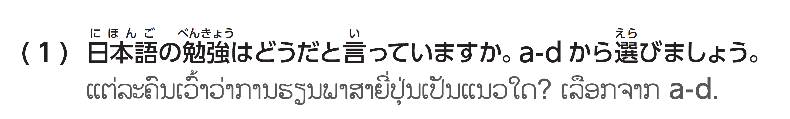 (1) 日本語の勉強はどうだと言っていますか。a-dから選びましょう。
ແຕ່ລະຄົນເວົ້າວ່າການຮຽນພາສາຍີ່ປຸ່ນເປັນແນວໃດ? ເລືອກຈາກ a-d.